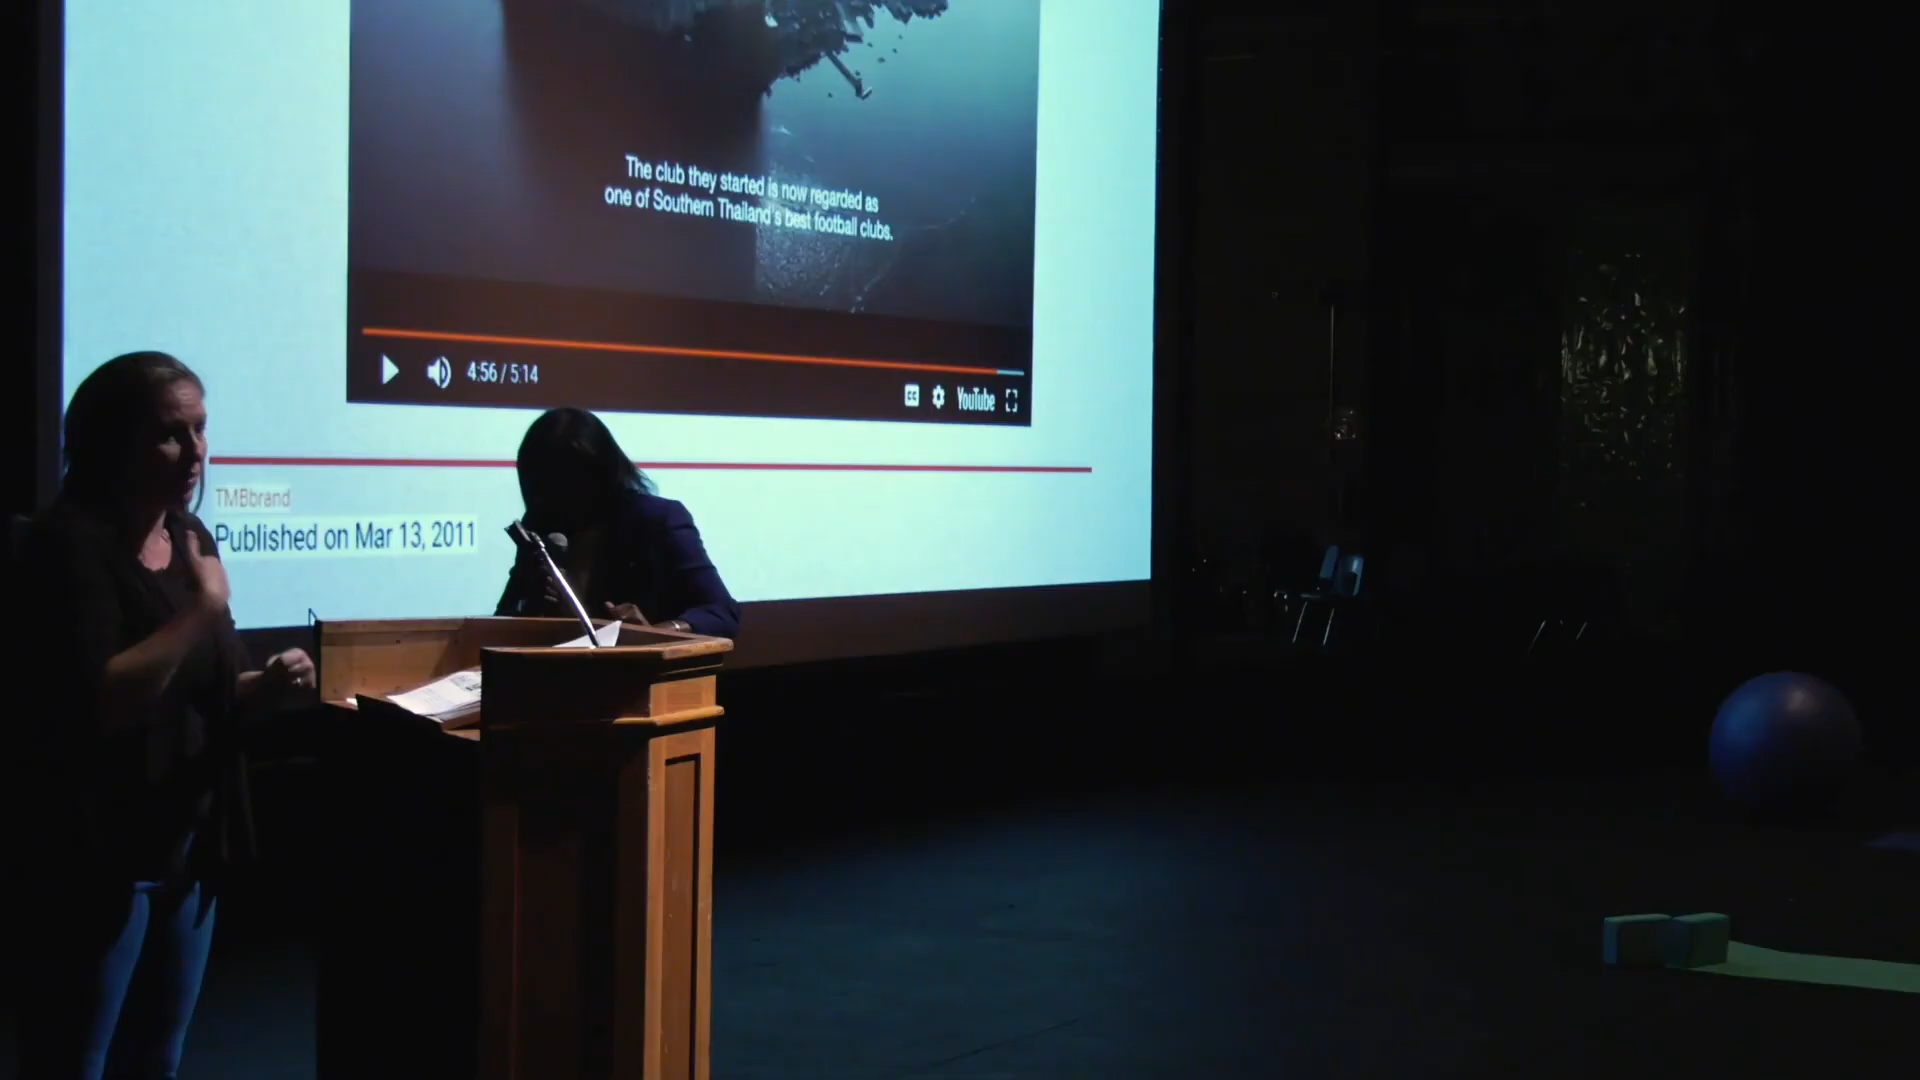 The club they started is now regarded as
one of Southern Thailand's best football clubs.
4:56 / 5:14
CC
YouTube
TMBbrand
Published on Mar 13, 2011